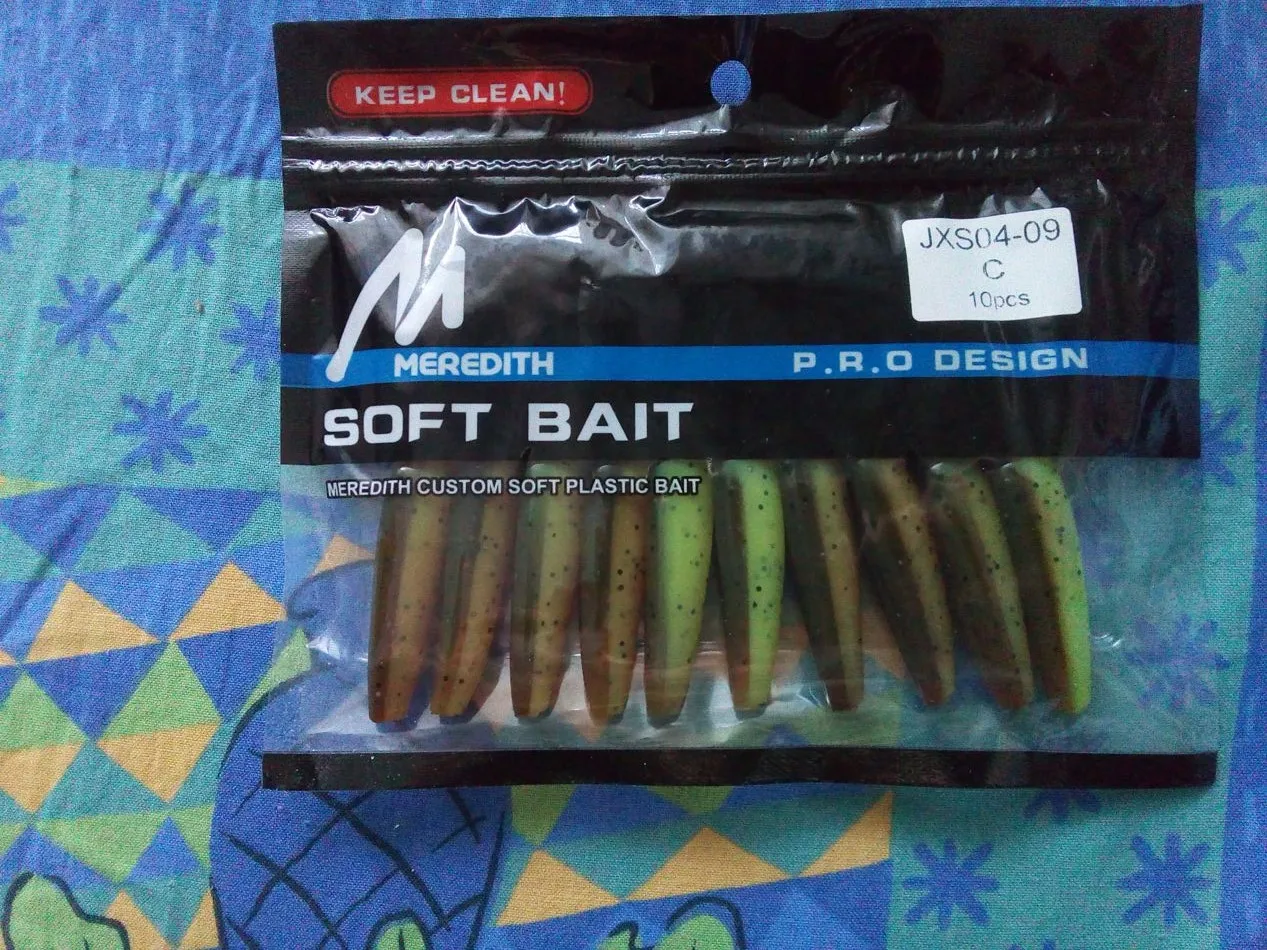 KEEP CLEAN!
JXS04-09
C
10pcs
M
MEREDITH
P.R.O DESIGN
SOFT BAIT
MEREDITH CUSTOM SOFT PLASTIC BAIT